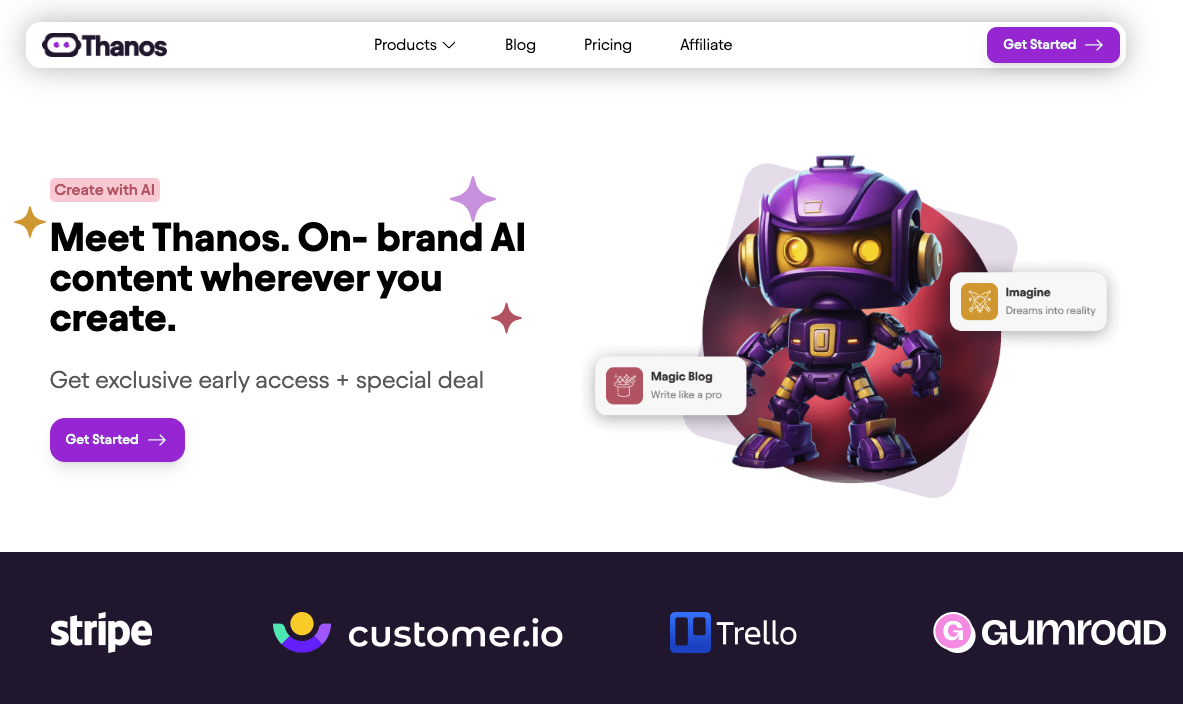 Thanos
Products
Blog
Pricing
Affiliate
Get Started
Create with AI
Meet Thanos. On- brand AI
content wherever you
create.
Get exclusive early access + special deal
Get Started
Imagine
Dreams into reality
Magic Blog
Write like a pro
stripe
customer.io
Trello
G GUMROAD